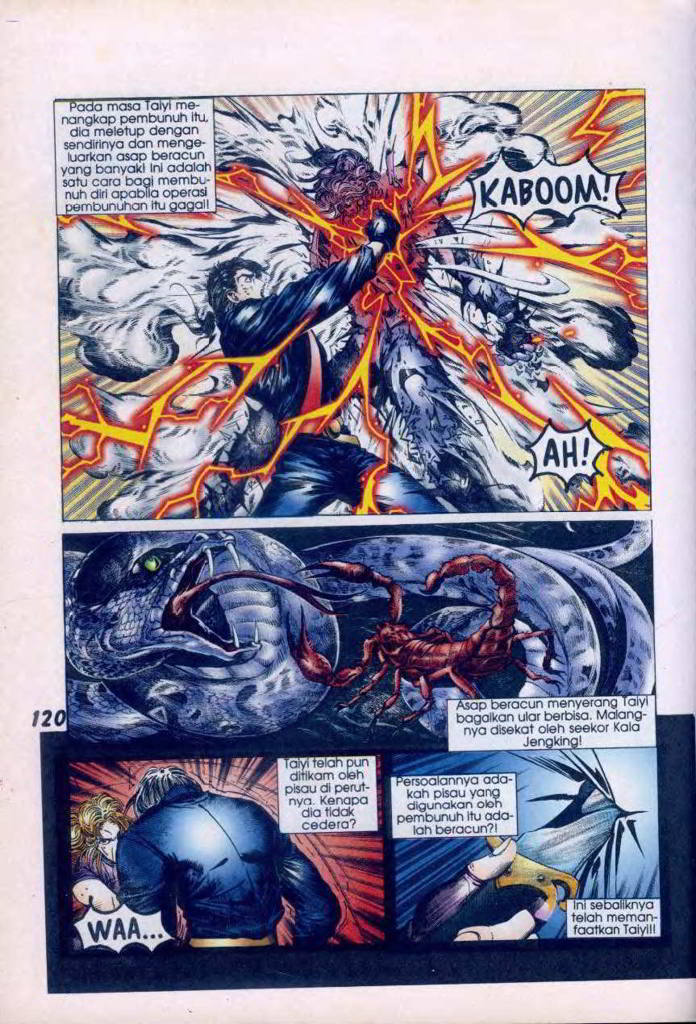 Pada masa Taiyi me-
nangkap pembunuh itu,
dia meletup dengan
sendirinya dan menge-
luarkan asap beracun
yang banyak! Ini adalah
satu cara bagi membu-
nuh diri apabila operasi
pembunuhan itu gagal!
KABOOM!
AH!
Asap beracun menyerang Taiyi
bagaikan ular berbisa. Malang-
nya disekat oleh seekor Kala
Jengking!
120
Taiyi telah pun
ditikam oleh
pisau di perut-
nya. Kenapa
dia tidak
cedera?
WAA...
Persoalannya ada-
kah pisau yang
digunakan oleh
pembunuh itu ada-
lah beracun?!
Ini sebaliknya
telah meman-
faatkan Taiyi!!